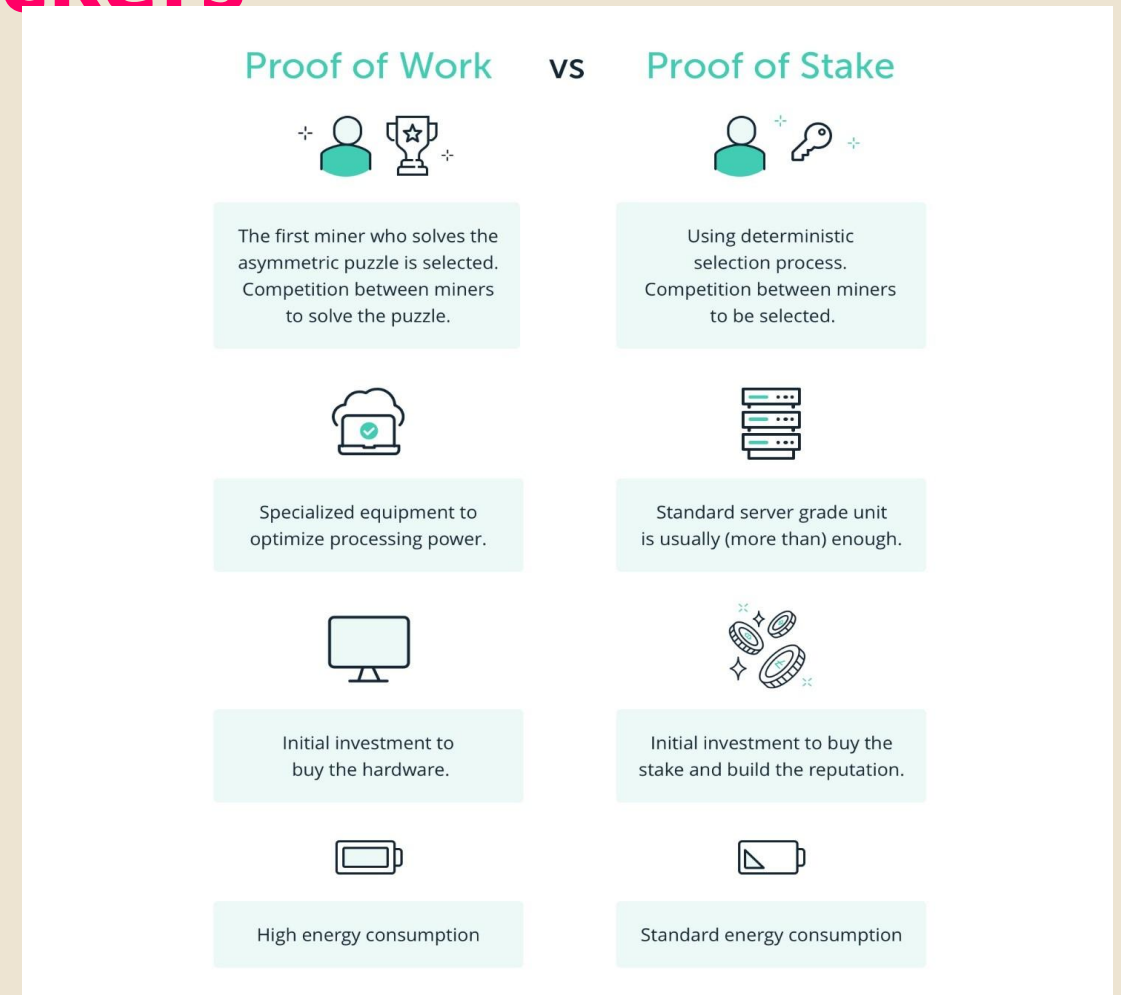 Proof of Work vs Proof of Stake
The first miner who solves the
asymmetric puzzle is selected.
Competition between miners
to solve the puzzle.
Using deterministic
selection process.
Competition between miners
to be selected.
Specialized equipment to
optimize processing power.
Standard server grade unit
is usually (more than) enough.
Initial investment to
buy the hardware.
Initial investment to buy the
stake and build the reputation.
High energy consumption
Standard energy consumption